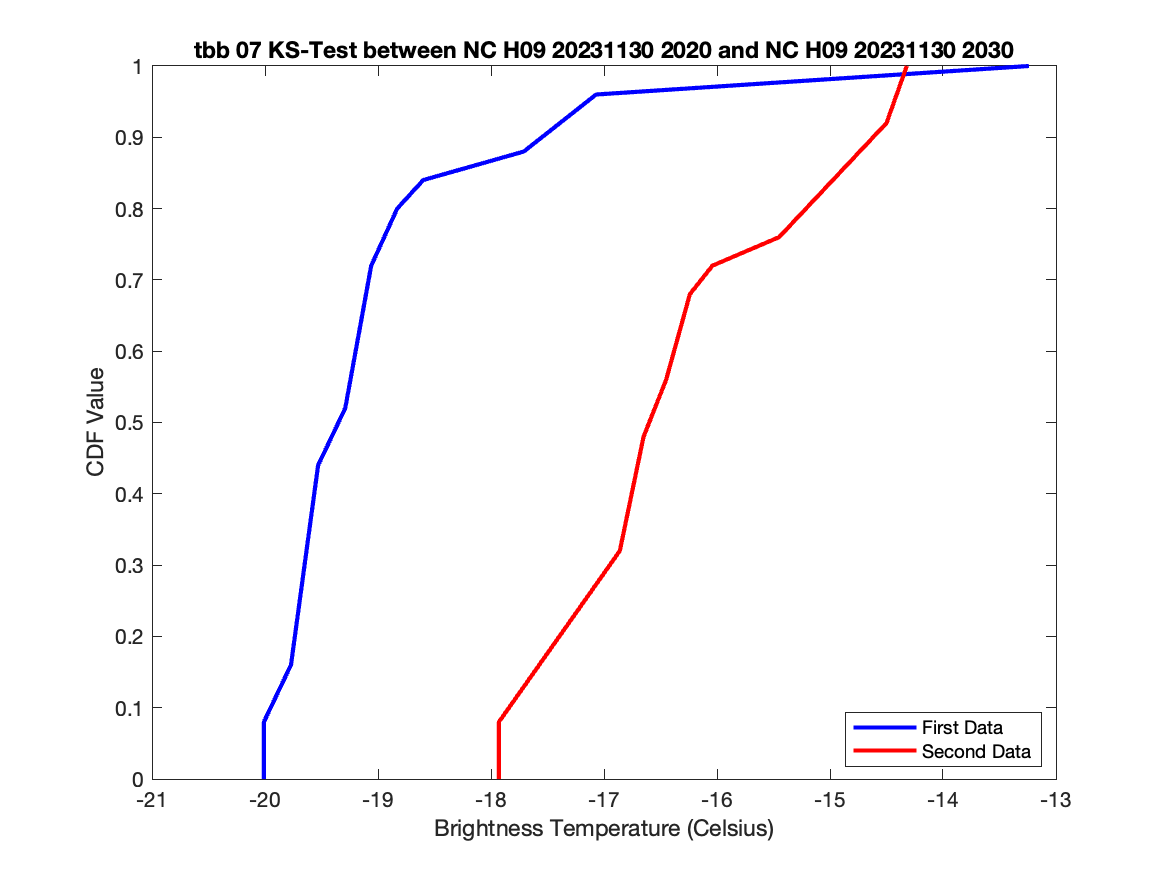 tbb 07 KS-Test between NC H09 20231130 2020 and NC H09 20231130 2030
CDF Value
1
0.9
0.8
0.7
0.6
0.5
0.4
0.3
0.2
0.1
0
-21 -20 -19 -18 -17 -16 -15 -14 -13
Brightness Temperature (Celsius)
First Data
Second Data